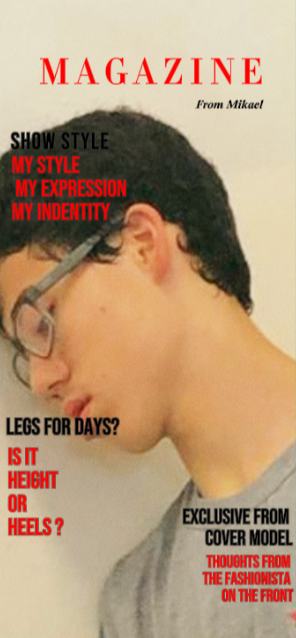 MAGAZINE
From Mikael
SHOW STYLE
MY STYLE
MY EXPRESSION
MY INDENTITY
LEGS FOR DAYS?
IS IT
HEIGHT
OR
HEELS ?
EXCLUSIVE FROM
COVER MODEL
THOUGHTS FROM
THE FASHIONISTA
ON THE FRONT